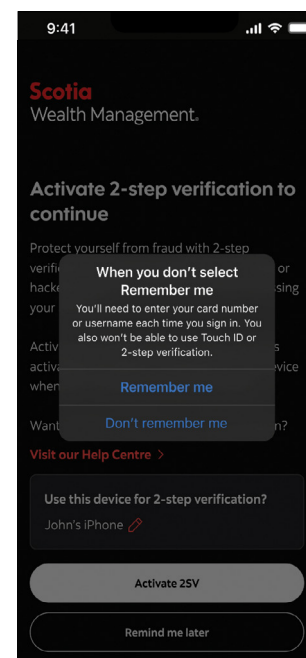 9:41
Scotia
Wealth Management®
Activate 2-step verification to
continue
Protect yourself from fraud with 2-step
verifi or
hacke sing
your
When you don't select
Remember me
You'll need to enter your card number
or username each time you sign in. You
also won't be able to use Touch ID or
2-step verification.
Remember me
Don't remember me
Activ s
activa evice
when
Want n?
Visit our Help Centre >
Use this device for 2-step verification?
John's iPhone
Activate 2SV
Remind me later